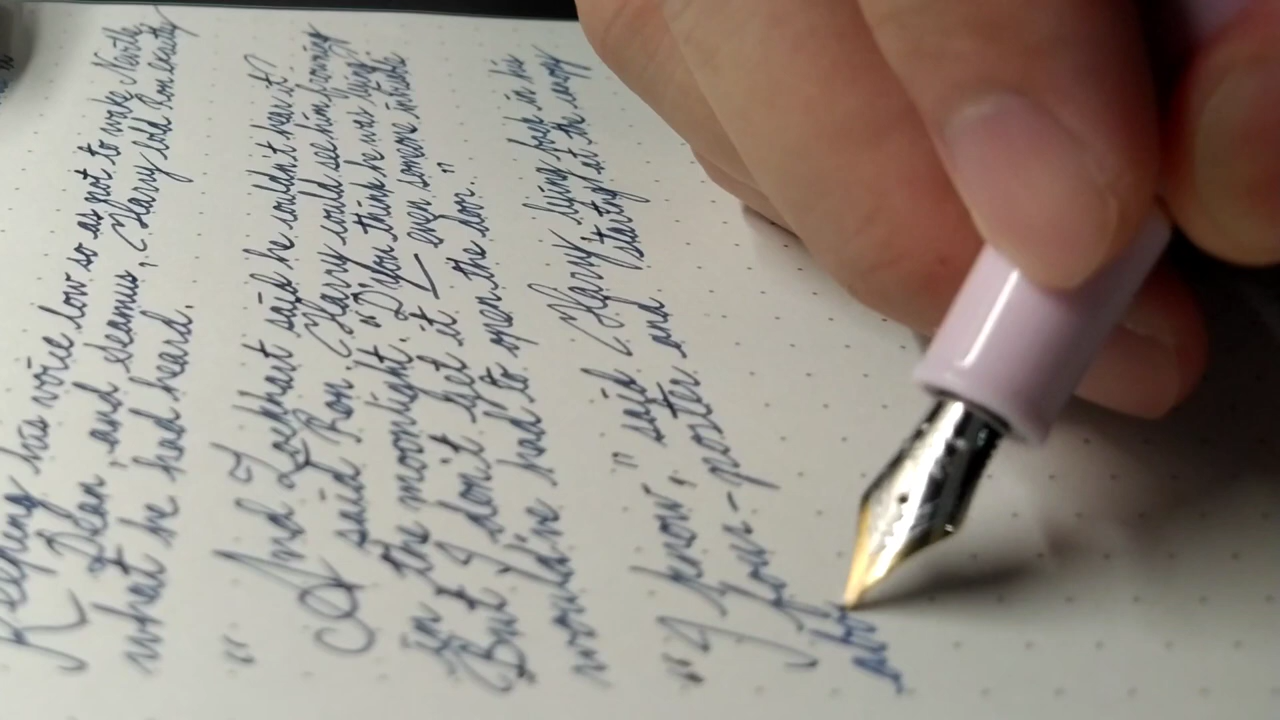 Keeping his voice low so as not to wake Neville,
Dean, and Seamus, Harry told Ron exactly
what he had heard.
"And Lockhart said he couldn't hear it?"
said Ron. Harry could see him frowning
in the moonlight. "D'you think he was lying?
But I don't get it — even someone invisible
would've had to open the door."
"I know," said Harry, lying back in his
four-poster and staring at the canopy
abo